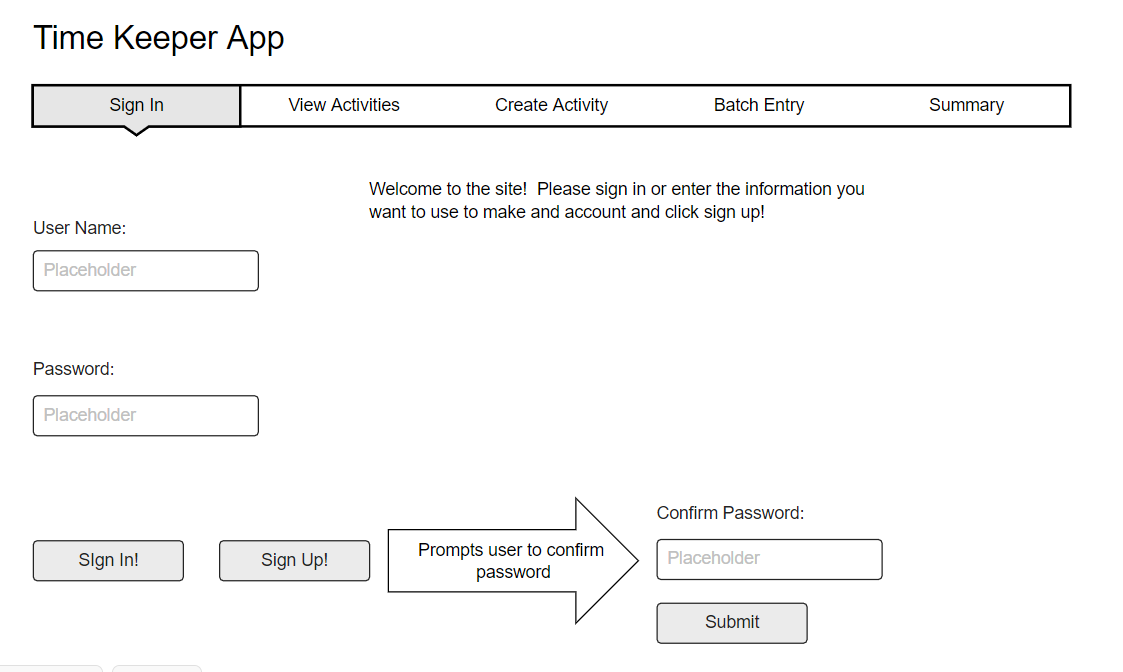 Time Keeper App
Sign In
View Activities
Create Activity
Batch Entry
Summary
Welcome to the site!  Please sign in or enter the information you
want to use to make and account and click sign up!
User Name:
Placeholder
Password:
Placeholder
SIgn In!
Sign Up!
Prompts user to confirm
password
Confirm Password:
Placeholder
Submit